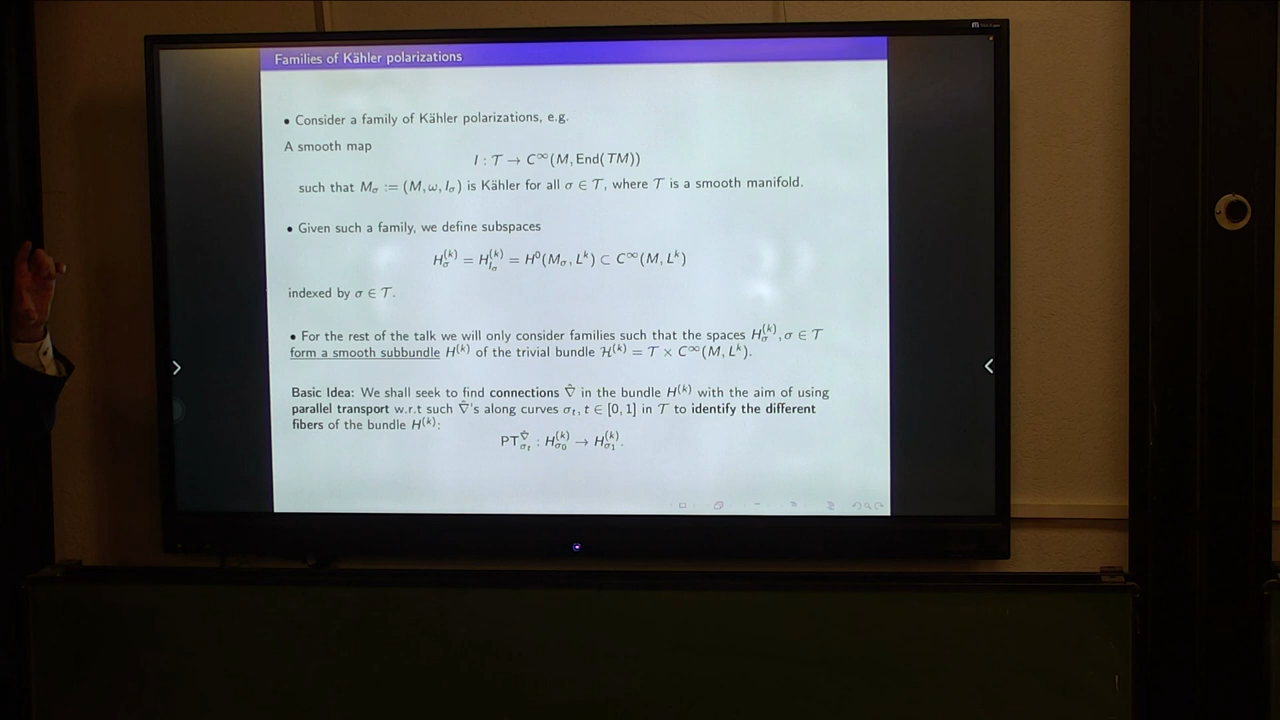 Families of Kähler polarizations
• Consider a family of Kähler polarizations, e.g.
A smooth map
I : 𝒯 → C^∞(M, End(TM))
such that M_σ := (M, ω, I_σ) is Kähler for all σ ∈ 𝒯, where 𝒯 is a smooth manifold.
• Given such a family, we define subspaces
H_σ^{(k)} = H_{I_σ}^{(k)} = H^0(M_σ, L^k) ⊂ C^∞(M, L^k)
indexed by σ ∈ 𝒯.
• For the rest of the talk we will only consider families such that the spaces H_σ^{(k)}, σ ∈ 𝒯
form a smooth subbundle H^{(k)} of the trivial bundle ℋ^{(k)} = 𝒯 × C^∞(M, L^k).
Basic Idea: We shall seek to find connections ∇̂ in the bundle H^{(k)} with the aim of using
parallel transport w.r.t such ∇̂'s along curves σ_t, t ∈ [0, 1] in 𝒯 to identify the different
fibers of the bundle H^{(k)}:
PT_{σ_t}^{∇̂} : H_{σ_0}^{(k)} → H_{σ_1}^{(k)}.